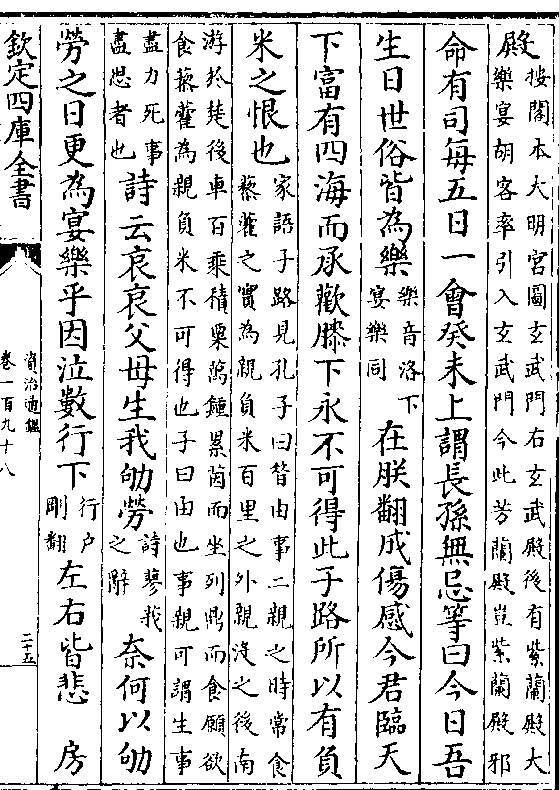 殿按閣本大明宫圖玄武門右玄武殿後有紫蘭殿大
樂宴胡客率引入玄武門今此芳蘭殿豈紫蘭殿邪
命有司每五日一會癸未上謂長孫無忌等曰今日吾
生日世俗皆為樂樂音洛下宴樂同在朕翻成傷感今君臨天
下富有四海而承歡膝下永不可得此子路所以有負
米之恨也家語子路見孔子曰昔由事二親之時常食
藜藿之實為親負米百里之外親没之後南
游於楚後車百乘積粟萬鍾累茵而坐列鼎而食願欲
食藜藿為親負米不可得也子曰由也事親可謂生事
盡力死事盡思者也詩云哀哀父母生我劬勞詩蓼莪之辭奈何以劬
勞之日更為宴樂乎因泣數行下行户剛翻左右皆悲 房
欽定四庫全書
資治通鑑
卷一百九十八
二十五